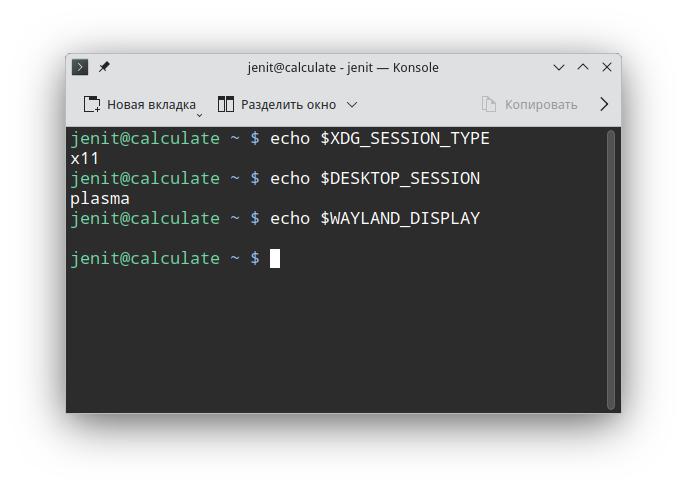 jenit@calculate - jenit — Konsole
Новая вкладка Разделить окно Копировать
jenit@calculate ~ $ echo $XDG_SESSION_TYPE
x11
jenit@calculate ~ $ echo $DESKTOP_SESSION
plasma
jenit@calculate ~ $ echo $WAYLAND_DISPLAY
jenit@calculate ~ $